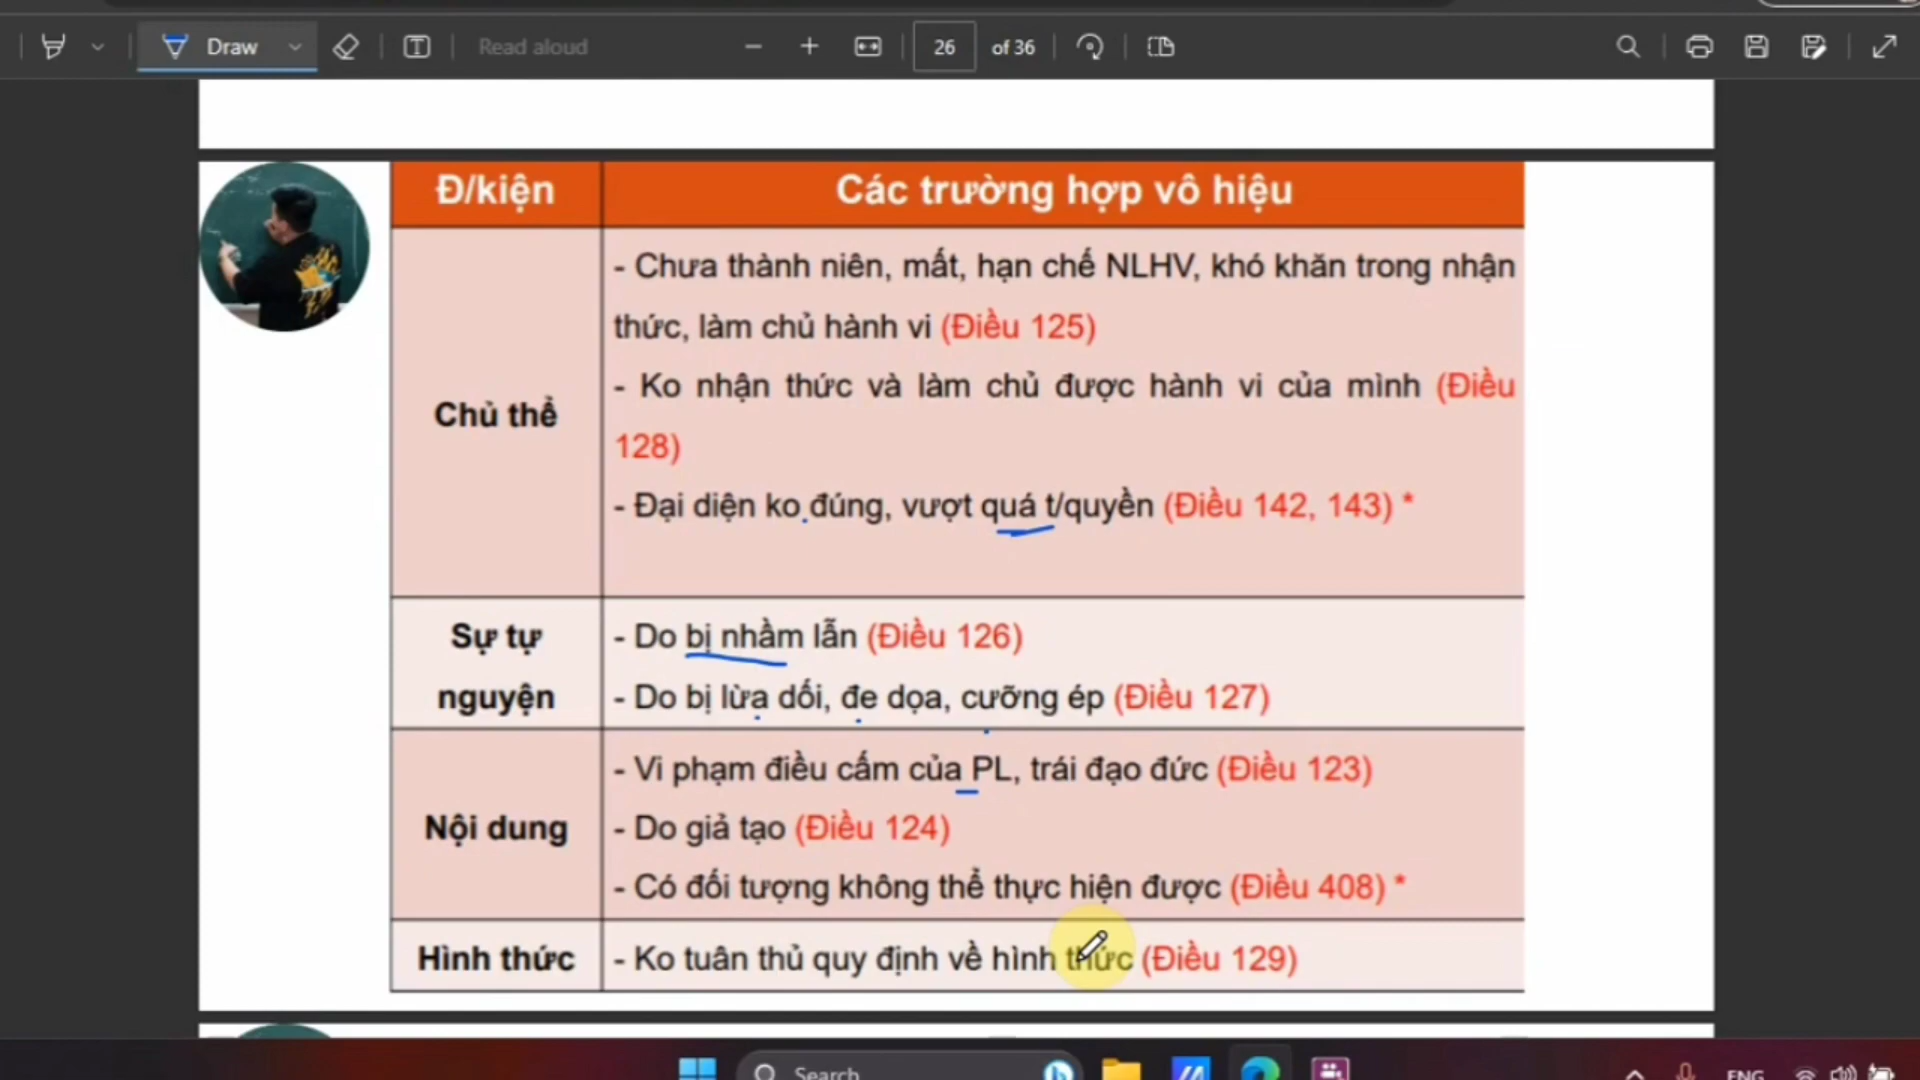 Draw
Read aloud
26 of 36
Đ/kiện
Các trường hợp vô hiệu
Chủ thể
- Chưa thành niên, mất, hạn chế NLHV, khó khăn trong nhận
thức, làm chủ hành vi (Điều 125)
- Ko nhận thức và làm chủ được hành vi của mình (Điều
128)
- Đại diện ko đúng, vượt quá t/quyền (Điều 142, 143) *
Sự tự
nguyện
- Do bị nhầm lẫn (Điều 126)
- Do bị lừa dối, đe dọa, cưỡng ép (Điều 127)
Nội dung
- Vi phạm điều cấm của PL, trái đạo đức (Điều 123)
- Do giả tạo (Điều 124)
- Có đối tượng không thể thực hiện được (Điều 408) *
Hình thức
- Ko tuân thủ quy định về hình thức (Điều 129)
Search
ENG